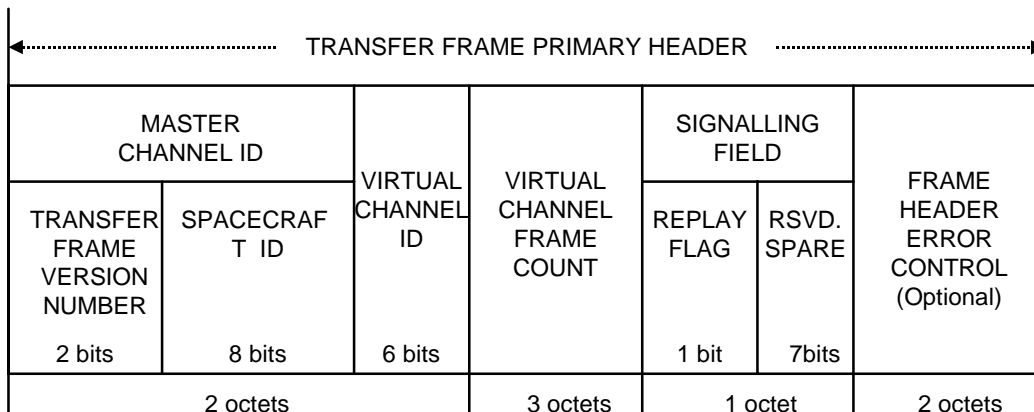 TRANSFER FRAME PRIMARY HEADER
MASTER
CHANNEL ID
TRANSFER
FRAME
VERSION
NUMBER
2 bits
SPACECRAF
T ID
8 bits
VIRTUAL
CHANNEL
ID
6 bits
VIRTUAL
CHANNEL
FRAME
COUNT
SIGNALLING
FIELD
REPLAY
FLAG
1 bit
RSVD.
SPARE
7bits
FRAME
HEADER
ERROR
CONTROL
(Optional)
2 octets
3 octets
1 octet
2 octets